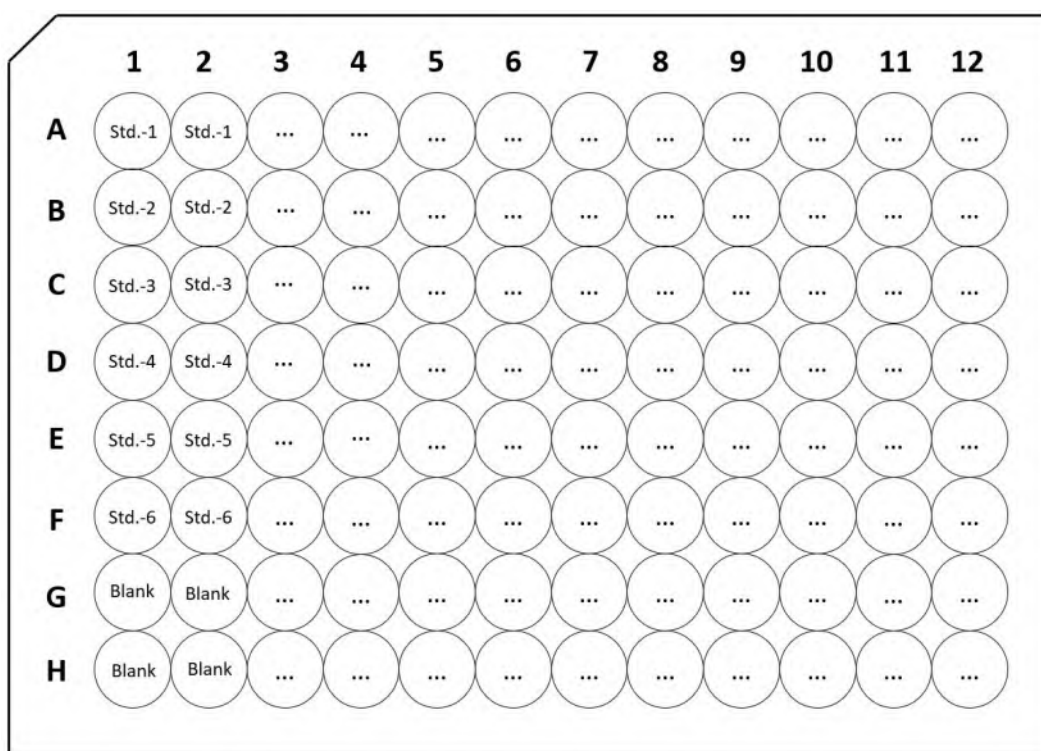 1 2 3 4 5 6 7 8 9 10 11 12
A Std.-1 Std.-1 ... ... ... ... ... ... ... ... ... ...
B Std.-2 Std.-2 ... ... ... ... ... ... ... ... ... ...
C Std.-3 Std.-3 ... ... ... ... ... ... ... ... ... ...
D Std.-4 Std.-4 ... ... ... ... ... ... ... ... ... ...
E Std.-5 Std.-5 ... ... ... ... ... ... ... ... ... ...
F Std.-6 Std.-6 ... ... ... ... ... ... ... ... ... ...
G Blank Blank ... ... ... ... ... ... ... ... ... ...
H Blank Blank ... ... ... ... ... ... ... ... ... ...